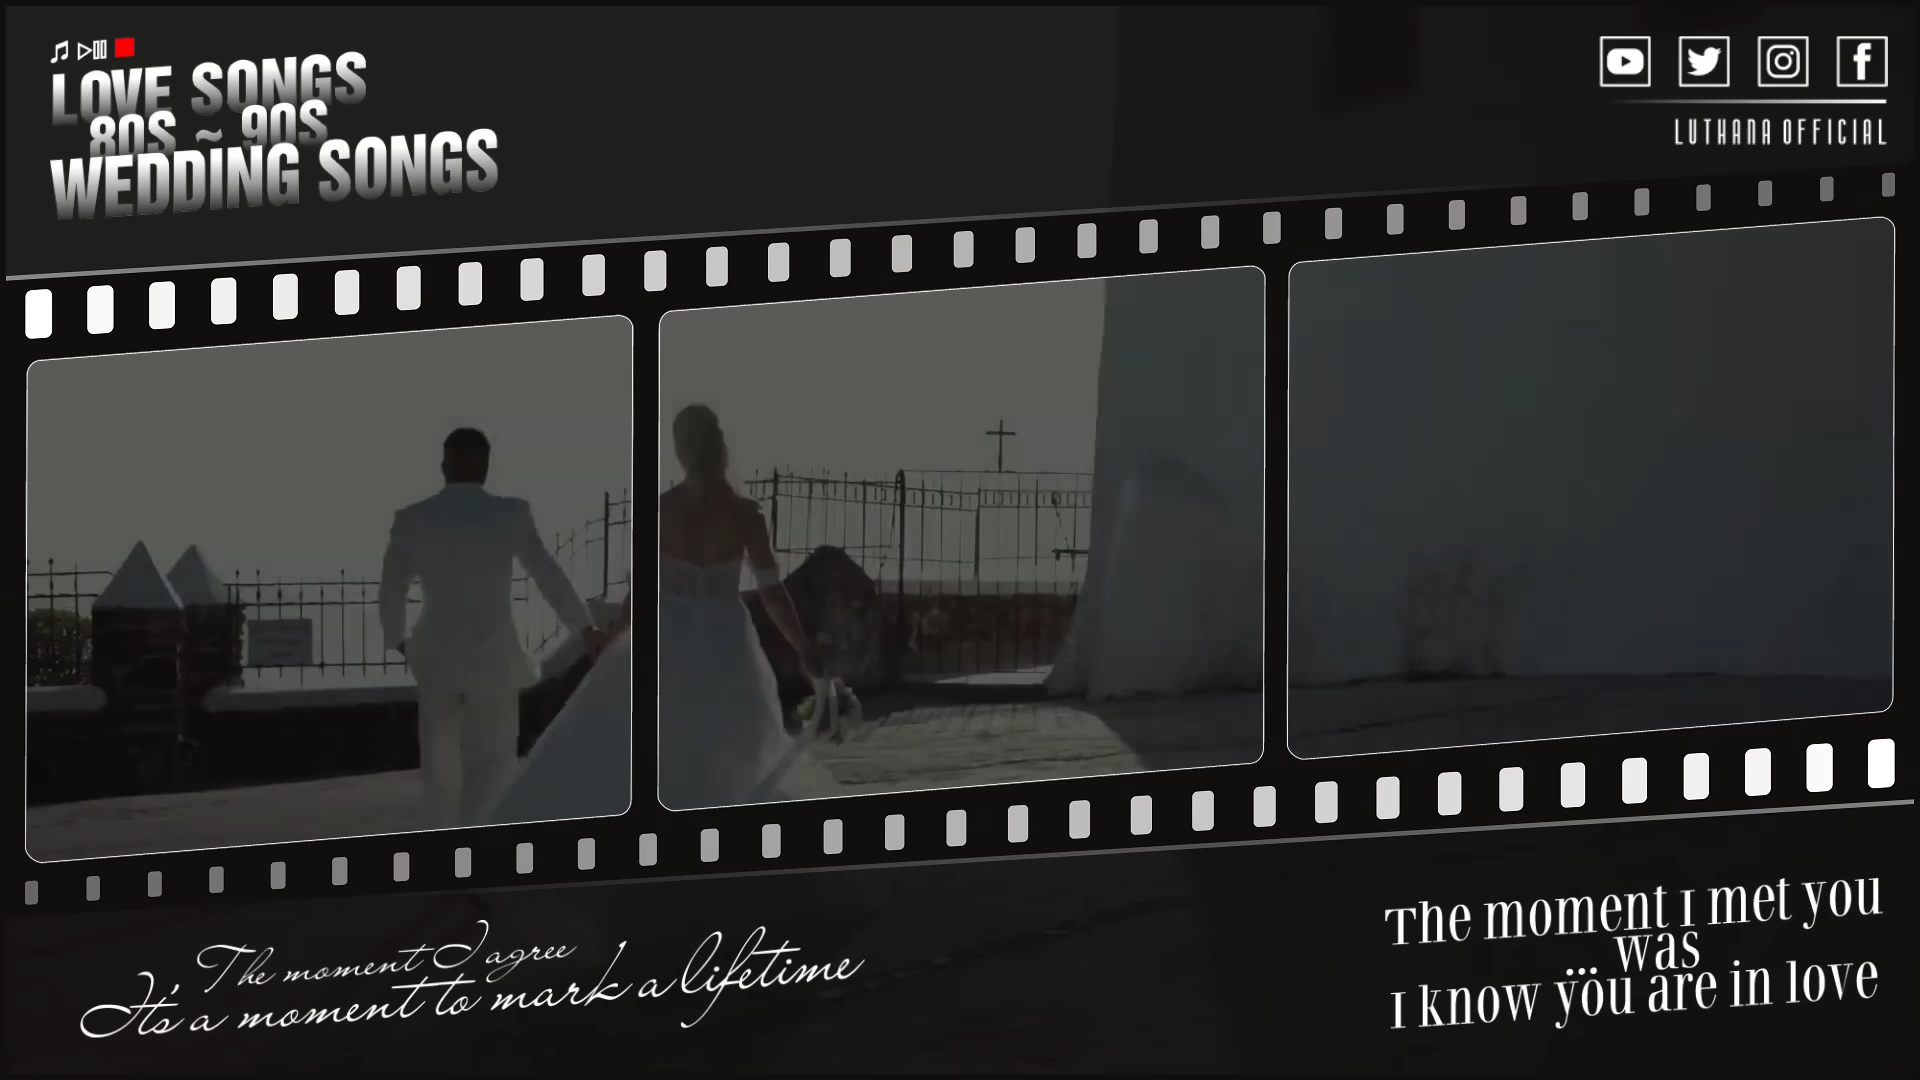 LOVE SONGS
80S ~ 90S
WEDDING SONGS
LUTHANA OFFICIAL
The moment I agree
It's a moment to mark a lifetime
The moment I met you
was
I know yöü are in love